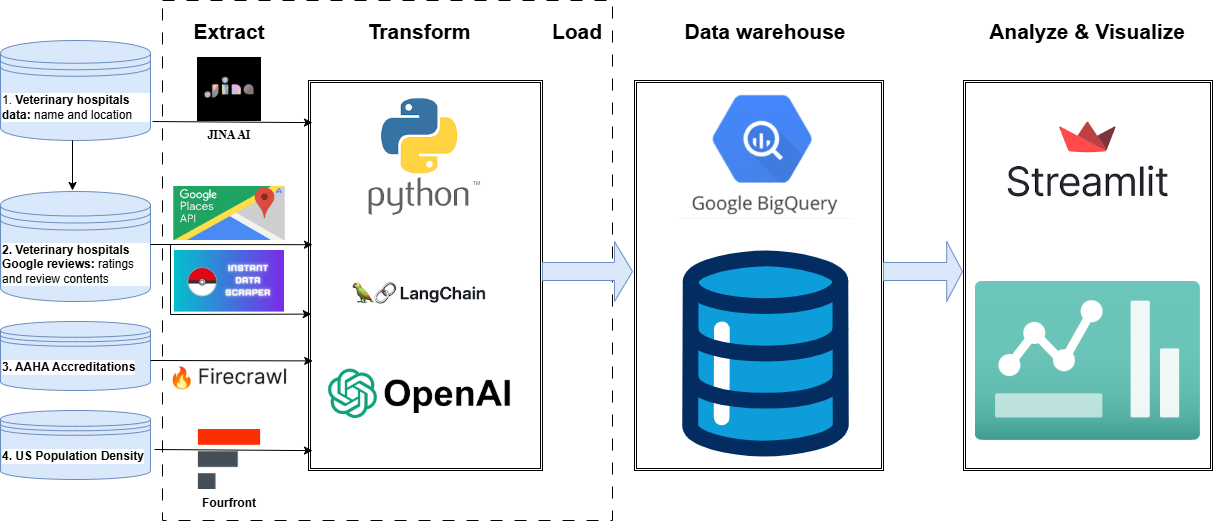 Extract
Transform
Load
Data warehouse
Analyze & Visualize
1. Veterinary hospitals
data: name and location
Jina
JINA AI
2. Veterinary hospitals
Google reviews: ratings
and review contents
Google
Places
API
INSTANT
DATA
SCRAPER
3. AAHA Accreditations
Firecrawl
4. US Population Density
Fourfront
python™
LangChain
OpenAI
Google BigQuery
Streamlit